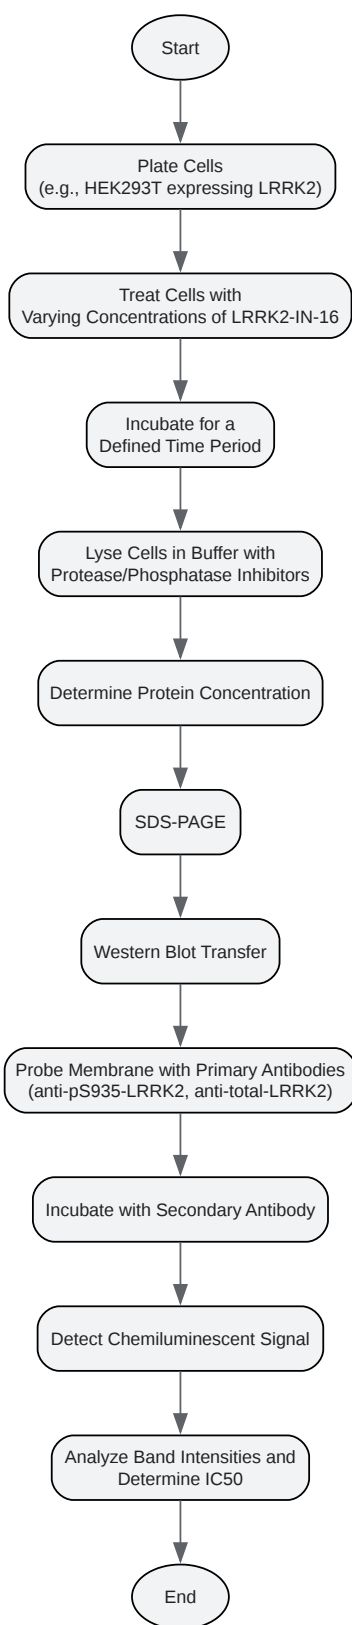 Start
Plate Cells
(e.g., HEK293T expressing LRRK2)
Treat Cells with
Varying Concentrations of LRRK2-IN-16
Incubate for a
Defined Time Period
Lyse Cells in Buffer with
Protease/Phosphatase Inhibitors
Determine Protein Concentration
SDS-PAGE
Western Blot Transfer
Probe Membrane with Primary Antibodies
(anti-pS935-LRRK2, anti-total-LRRK2)
Incubate with Secondary Antibody
Detect Chemiluminescent Signal
Analyze Band Intensities and
Determine IC50
End